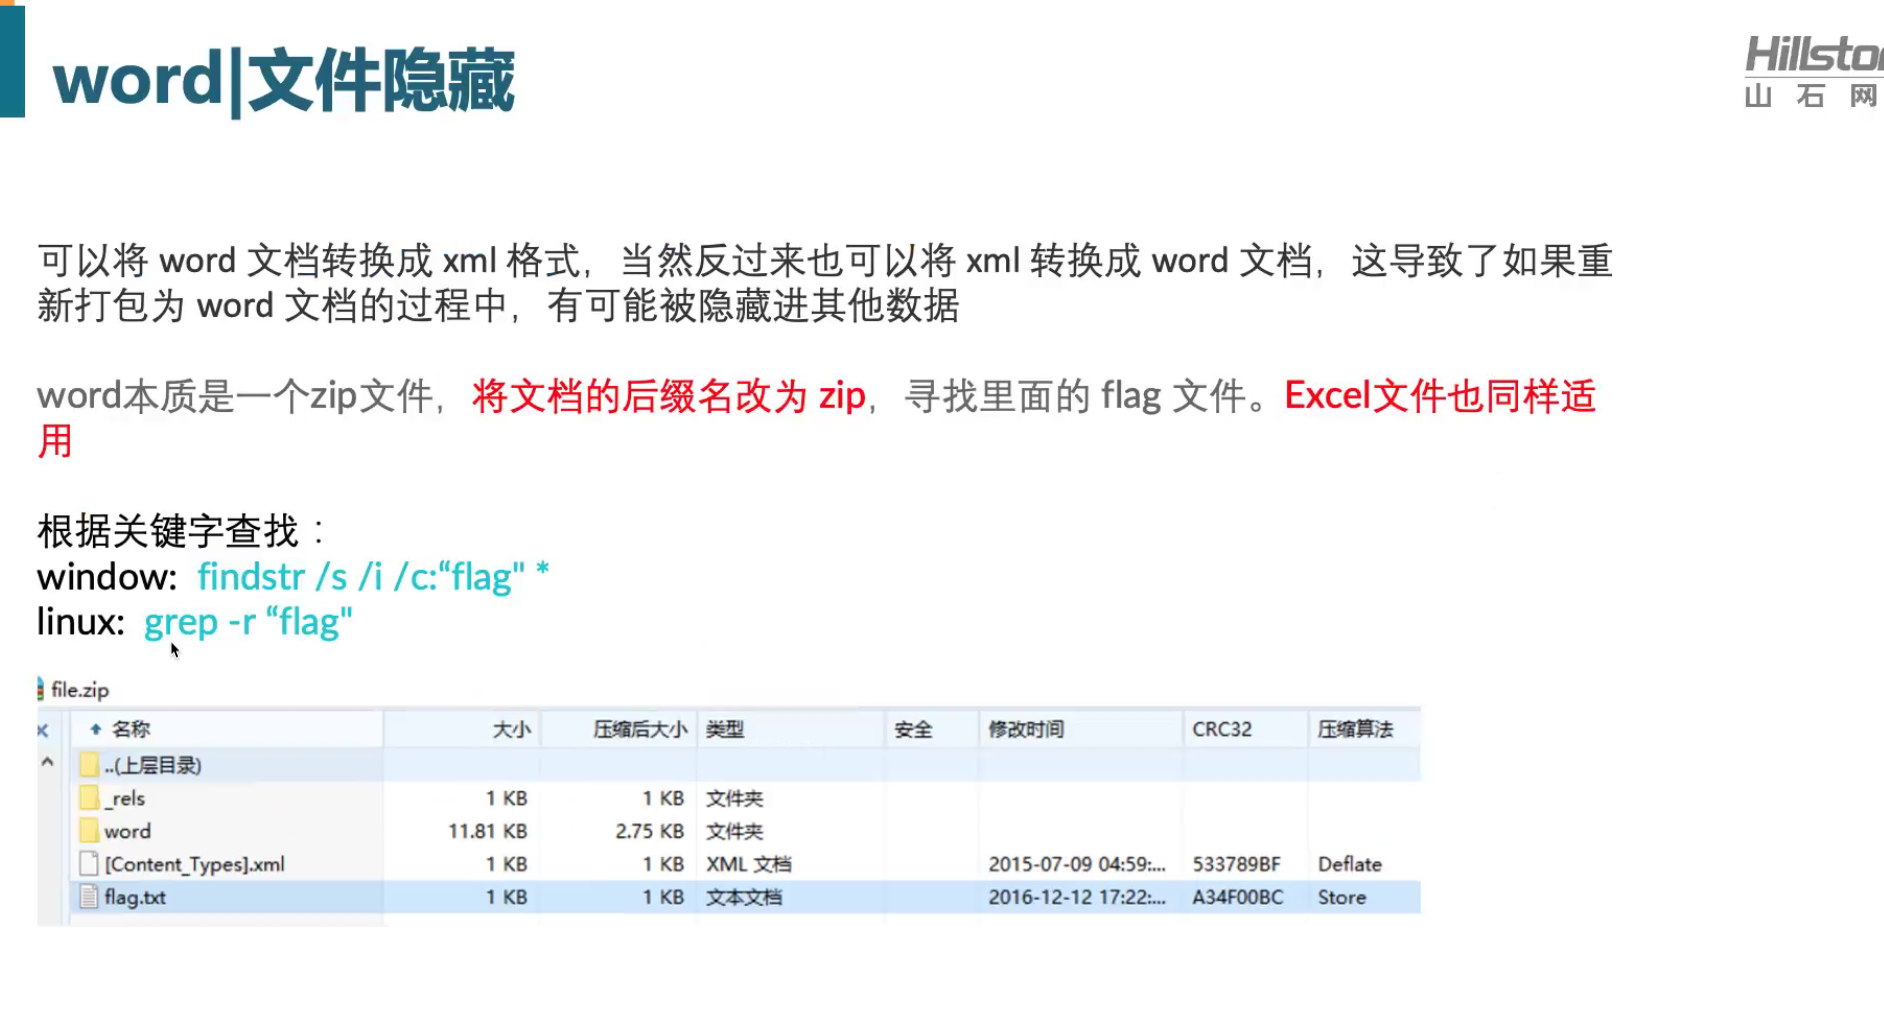 word|文件隐藏
Hillsto
山石网
可以将 word 文档转换成 xml 格式，当然反过来也可以将 xml 转换成 word 文档，这导致了如果重
新打包为 word 文档的过程中，有可能被隐藏进其他数据
word本质是一个zip文件，将文档的后缀名改为 zip，寻找里面的 flag 文件。Excel文件也同样适
用
根据关键字查找：
window: findstr /s /i /c:“flag" *
linux: grep -r “flag"
file.zip
名称 大小 压缩后大小 类型 安全 修改时间 CRC32 压缩算法
..(上层目录)
_rels 1 KB 1 KB 文件夹
word 11.81 KB 2.75 KB 文件夹
[Content_Types].xml 1 KB 1 KB XML 文档 2015-07-09 04:59:... 533789BF Deflate
flag.txt 1 KB 1 KB 文本文档 2016-12-12 17:22:... A34F00BC Store